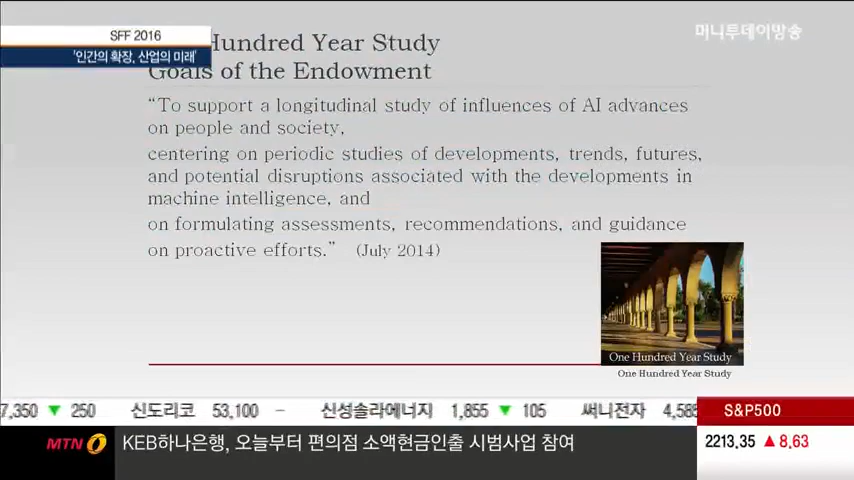 SFF 2016
'인간의 확장, 산업의 미래'
머니투데이방송
Hundred Year Study
Goals of the Endowment
“To support a longitudinal study of influences of AI advances
on people and society,
centering on periodic studies of developments, trends, futures,
and potential disruptions associated with the developments in
machine intelligence, and
on formulating assessments, recommendations, and guidance
on proactive efforts.” (July 2014)
One Hundred Year Study
One Hundred Year Study
7,350 ▼ 250 신도리코 53,100 – 신성솔라에너지 1,855 ▼ 105 써니전자 4,585
S&P500
MTN KEB하나은행, 오늘부터 편의점 소액현금인출 시범사업 참여
2213.35 ▲8.63